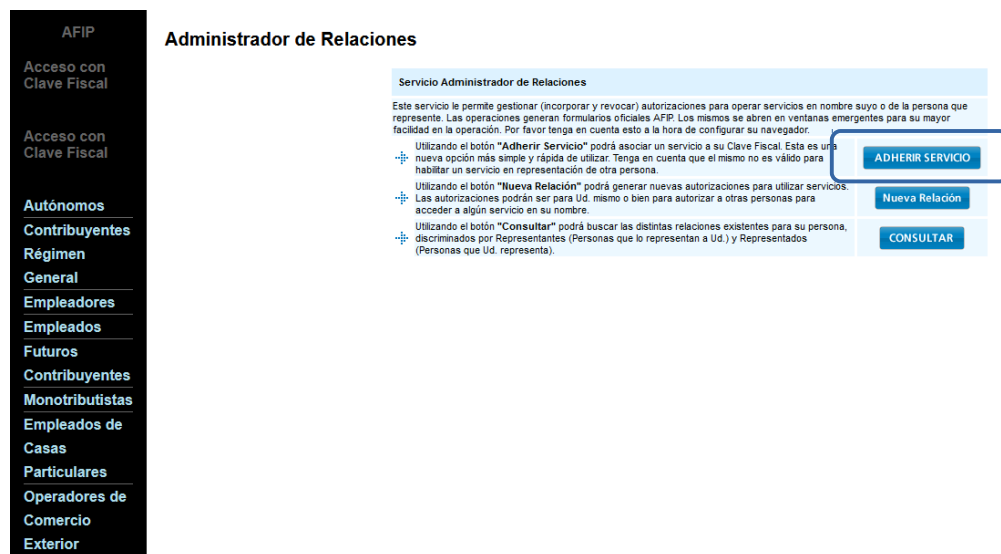 AFIP
Acceso con
Clave Fiscal
Acceso con
Clave Fiscal
Autónomos
Contribuyentes
Régimen
General
Empleadores
Empleados
Futuros
Contribuyentes
Monotributistas
Empleados de
Casas
Particulares
Operadores de
Comercio
Exterior
Administrador de Relaciones
Servicio Administrador de Relaciones
Este servicio le permite gestionar (incorporar y revocar) autorizaciones para operar servicios en nombre suyo o de la persona que
represente. Las operaciones generan formularios oficiales AFIP. Los mismos se abren en ventanas emergentes para su mayor
facilidad en la operación. Por favor tenga en cuenta esto a la hora de configurar su navegador.
Utilizando el botón "Adherir Servicio" podrá asociar un servicio a su Clave Fiscal. Esta es una
nueva opción más simple y rápida de utilizar. Tenga en cuenta que el mismo no es válido para
habilitar un servicio en representación de otra persona.
ADHERIR SERVICIO
Utilizando el botón "Nueva Relación" podrá generar nuevas autorizaciones para utilizar servicios.
Las autorizaciones podrán ser para Ud. mismo o bien para autorizar a otras personas para
acceder a algún servicio en su nombre.
Nueva Relación
Utilizando el botón "Consultar" podrá buscar las distintas relaciones existentes para su persona,
discriminados por Representantes (Personas que lo representan a Ud.) y Representados
(Personas que Ud. representa).
CONSULTAR